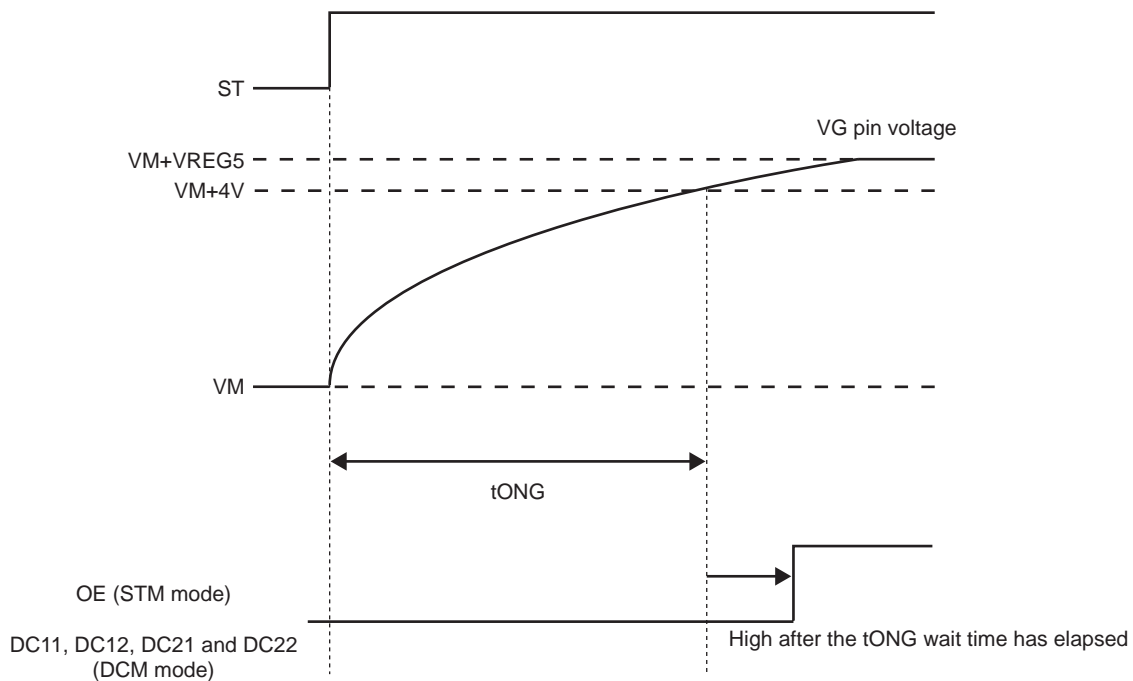 ST
VG pin voltage
VM+VREG5
VM+4V
VM
tONG
OE (STM mode)
DC11, DC12, DC21 and DC22
(DCM mode)
High after the tONG wait time has elapsed